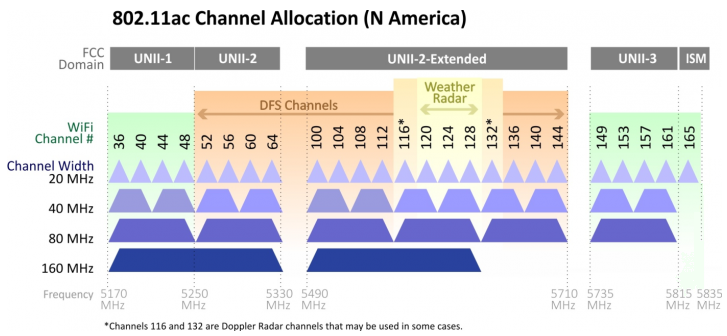 802.11ac Channel Allocation (N America)
FCC Domain UNII-1 UNII-2 UNII-2-Extended UNII-3 ISM
Weather
DFS Channels Radar
WiFi
Channel # 36 40 44 48 52 56 60 64 100 104 108 112 116* 120 124 128 132* 136 140 144 149 153 157 161 165
Channel Width
20 MHz
40 MHz
80 MHz
160 MHz
Frequency 5170 MHz 5250 MHz 5330 MHz 5490 MHz 5710 MHz 5735 MHz 5815 MHz 5835 MHz
*Channels 116 and 132 are Doppler Radar channels that may be used in some cases.